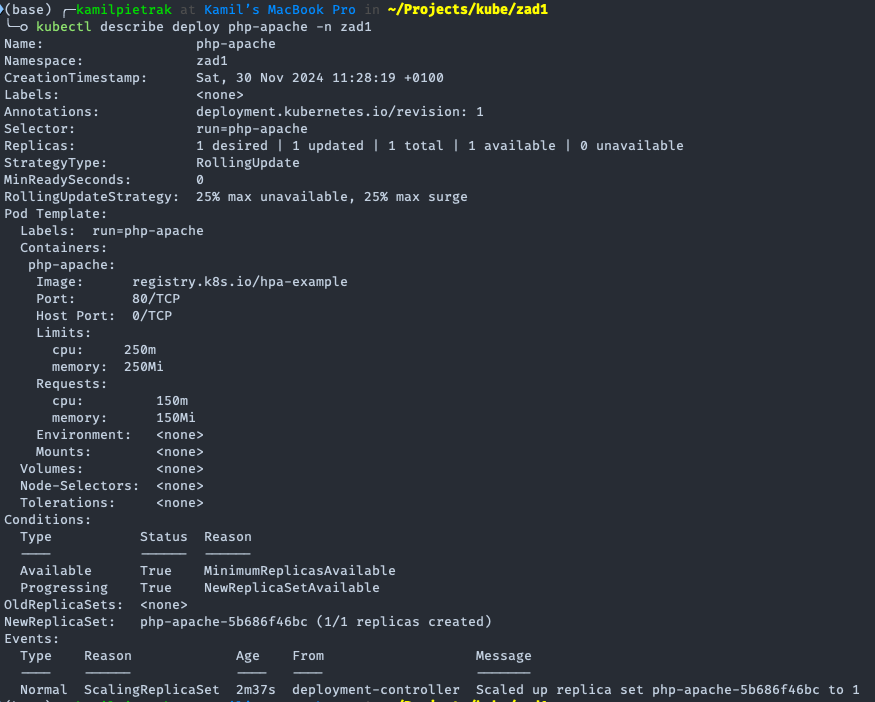 (base) ╭─kamilpietrak at Kamil's MacBook Pro in ~/Projects/kube/zad1
╰─○ kubectl describe deploy php-apache -n zad1
Name:                   php-apache
Namespace:              zad1
CreationTimestamp:      Sat, 30 Nov 2024 11:28:19 +0100
Labels:                 <none>
Annotations:            deployment.kubernetes.io/revision: 1
Selector:               run=php-apache
Replicas:               1 desired | 1 updated | 1 total | 1 available | 0 unavailable
StrategyType:           RollingUpdate
MinReadySeconds:        0
RollingUpdateStrategy:  25% max unavailable, 25% max surge
Pod Template:
  Labels:  run=php-apache
  Containers:
   php-apache:
    Image:      registry.k8s.io/hpa-example
    Port:       80/TCP
    Host Port:  0/TCP
    Limits:
      cpu:     250m
      memory:  250Mi
    Requests:
      cpu:         150m
      memory:      150Mi
    Environment:   <none>
    Mounts:        <none>
  Volumes:         <none>
  Node-Selectors:  <none>
  Tolerations:     <none>
Conditions:
  Type           Status  Reason
  ----           ------  ------
  Available      True    MinimumReplicasAvailable
  Progressing    True    NewReplicaSetAvailable
OldReplicaSets:  <none>
NewReplicaSet:   php-apache-5b686f46bc (1/1 replicas created)
Events:
  Type    Reason             Age    From                   Message
  ----    ------             ----   ----                   -------
  Normal  ScalingReplicaSet  2m37s  deployment-controller  Scaled up replica set php-apache-5b686f46bc to 1